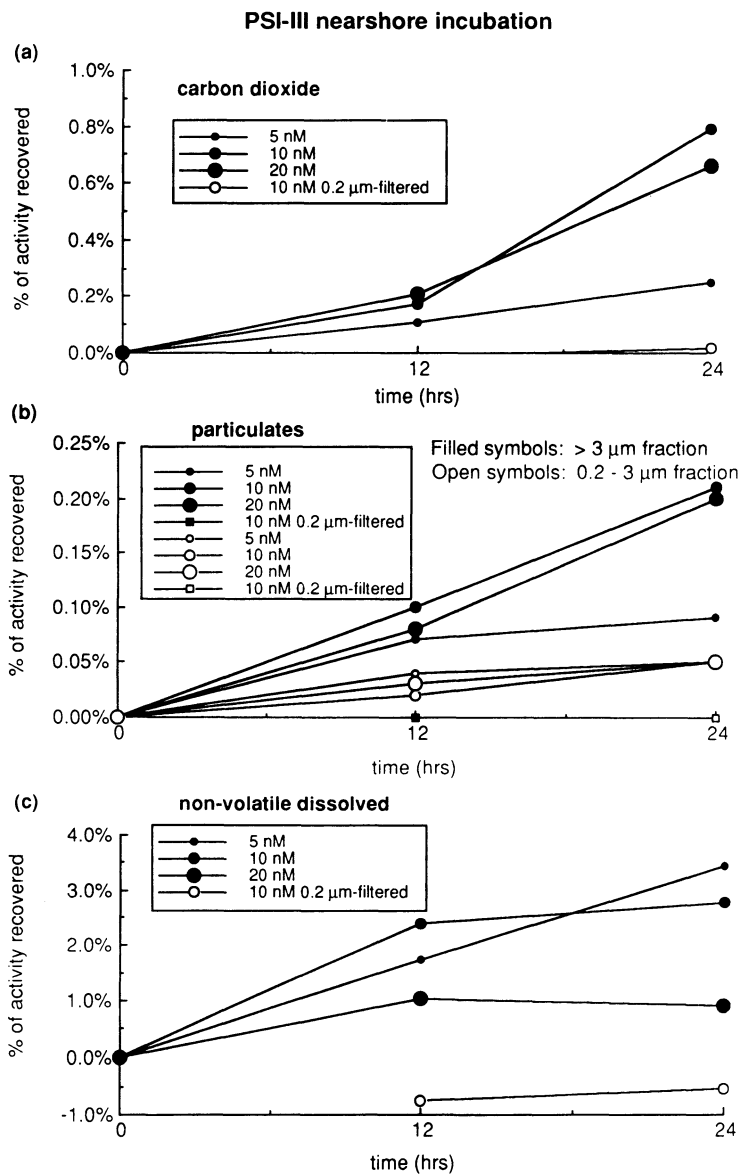 PSI-III nearshore incubation
(a)
1.0%
0.8%
0.6%
0.4%
0.2%
0.0%
% of activity recovered
carbon dioxide
5 nM
10 nM
20 nM
10 nM 0.2 μm-filtered
0
12
24
time (hrs)
(b)
0.25%
0.20%
0.15%
0.10%
0.05%
0.00%
% of activity recovered
particulates
5 nM
10 nM
20 nM
10 nM 0.2 μm-filtered
5 nM
10 nM
20 nM
10 nM 0.2 μm-filtered
Filled symbols: > 3 μm fraction
Open symbols: 0.2 - 3 μm fraction
0
12
24
time (hrs)
(c)
4.0%
3.0%
2.0%
1.0%
0.0%
-1.0%
% of activity recovered
non-volatile dissolved
5 nM
10 nM
20 nM
10 nM 0.2 μm-filtered
0
12
24
time (hrs)